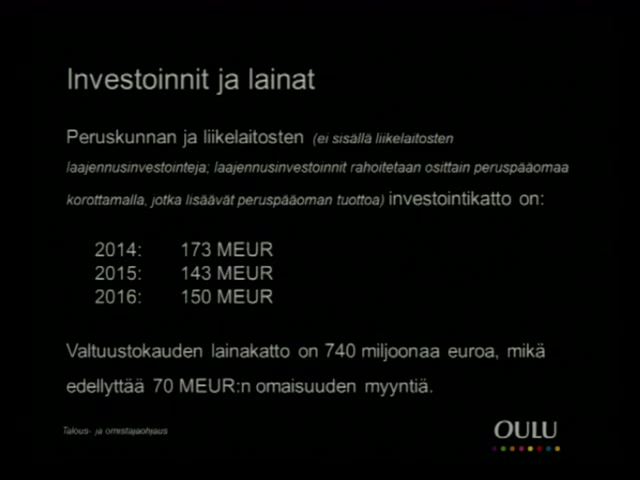 Investoinnit ja lainat
Peruskunnan ja liikelaitosten (ei sisällä liikelaitosten
laajennusinvestointeja; laajennusinvestoinnit rahoitetaan osittain peruspääomaa
korottamalla, jotka lisäävät peruspääoman tuottoa) investointikatto on:
2014: 173 MEUR
2015: 143 MEUR
2016: 150 MEUR
Valtuustokauden lainakatto on 740 miljoonaa euroa, mikä
edellyttää 70 MEUR:n omaisuuden myyntiä.
Talous- ja omistajaohjaus
OULU